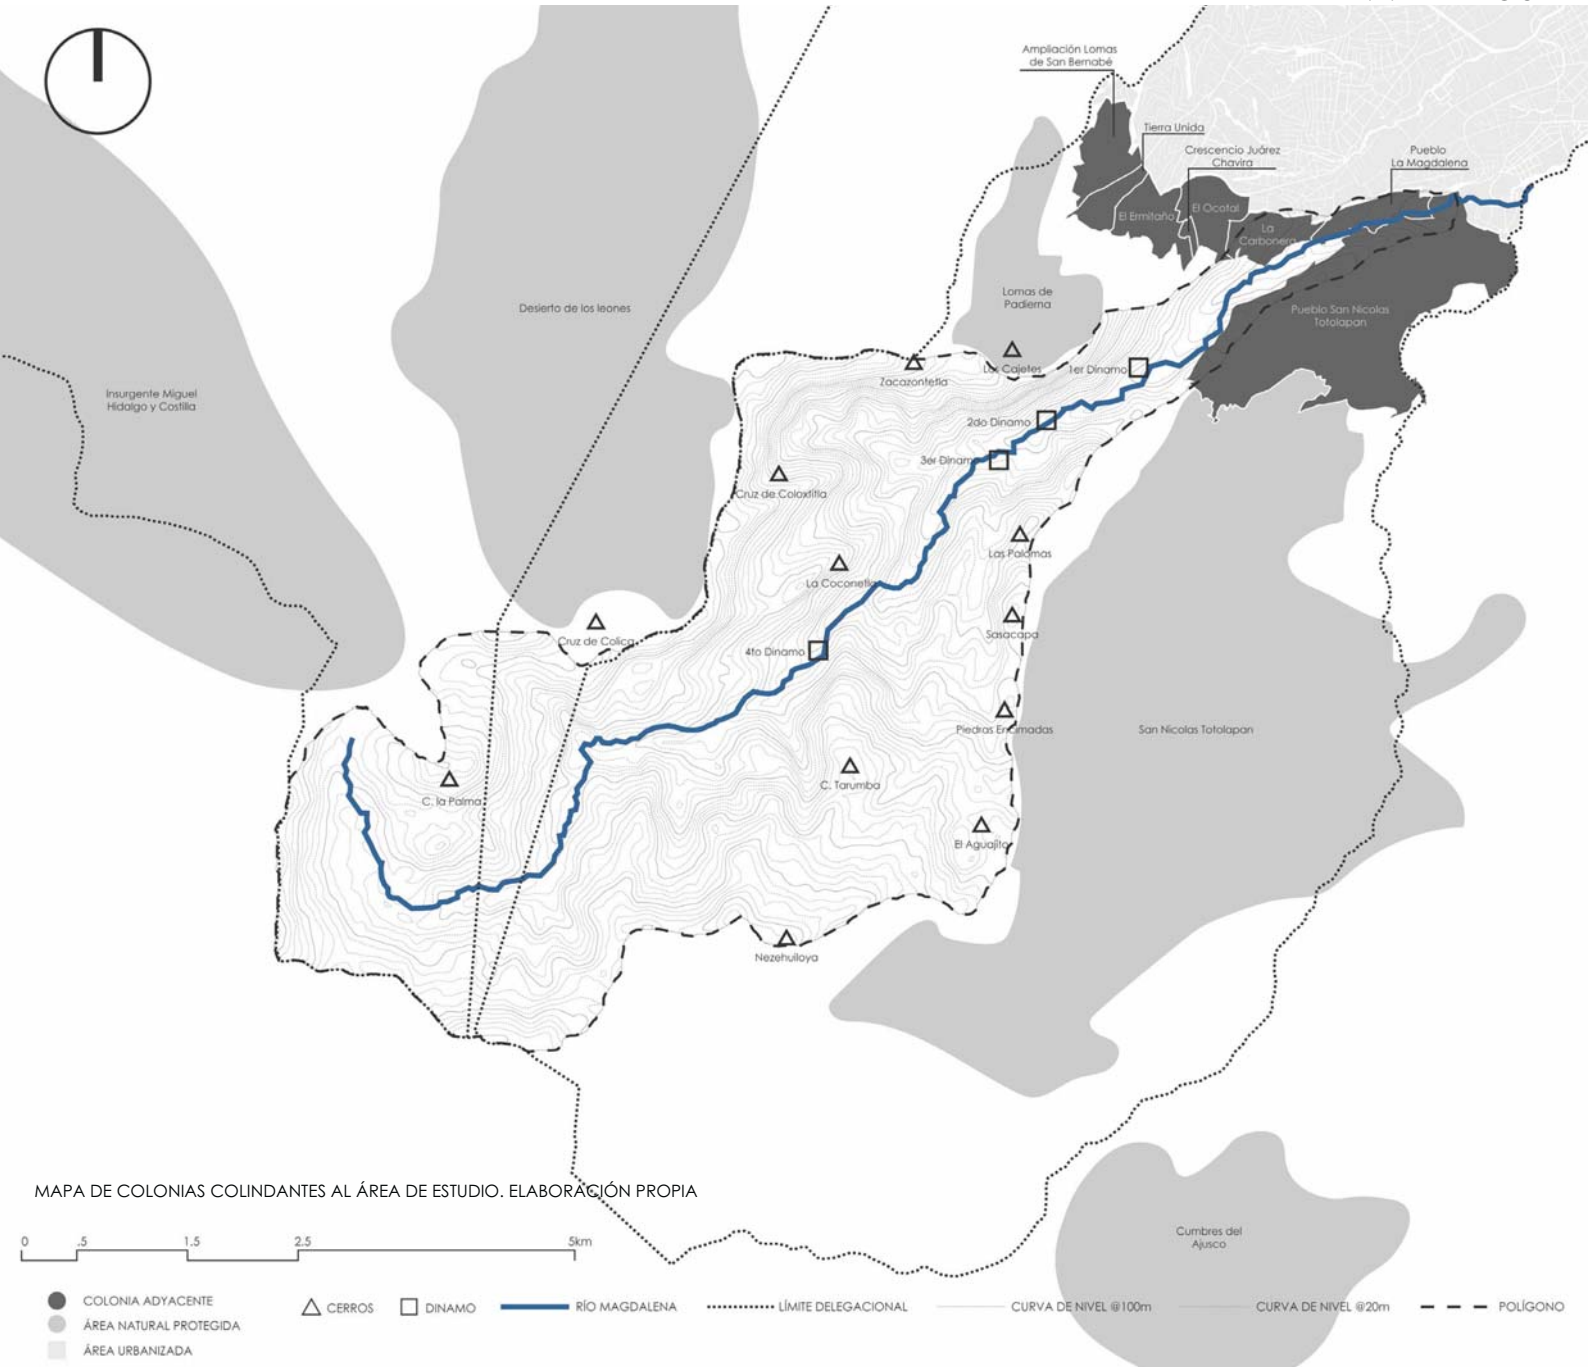 Ampliación Lomas
de San Bernabé
Tierra Unida
Crescencio Juárez
Chavira
Pueblo
La Magdalena
El Ermitaño
El Ocotal
La
Carbonera
Lomas de
Padierna
Desierto de los leones
Pueblo San Nicolas
Totolapan
Insurgente Miguel
Hidalgo y Costilla
Zacazontetla
Los Cajetes
1er Dinamo
2do Dinamo
3er Dinamo
Cruz de Coloxtitla
Las Palomas
La Coconetla
Sasacapa
Cruz de Colica
4to Dinamo
Piedras Encimadas
San Nicolas Totolapan
C. la Palma
C. Tarumba
El Aguajito
Nezehuiloya
MAPA DE COLONIAS COLINDANTES AL ÁREA DE ESTUDIO. ELABORACIÓN PROPIA
Cumbres del
Ajusco
0 .5 1.5 2.5 5km
COLONIA ADYACENTE
ÁREA NATURAL PROTEGIDA
ÁREA URBANIZADA
CERROS
DINAMO
RÍO MAGDALENA
LÍMITE DELEGACIONAL
CURVA DE NIVEL @100m
CURVA DE NIVEL @20m
POLÍGONO